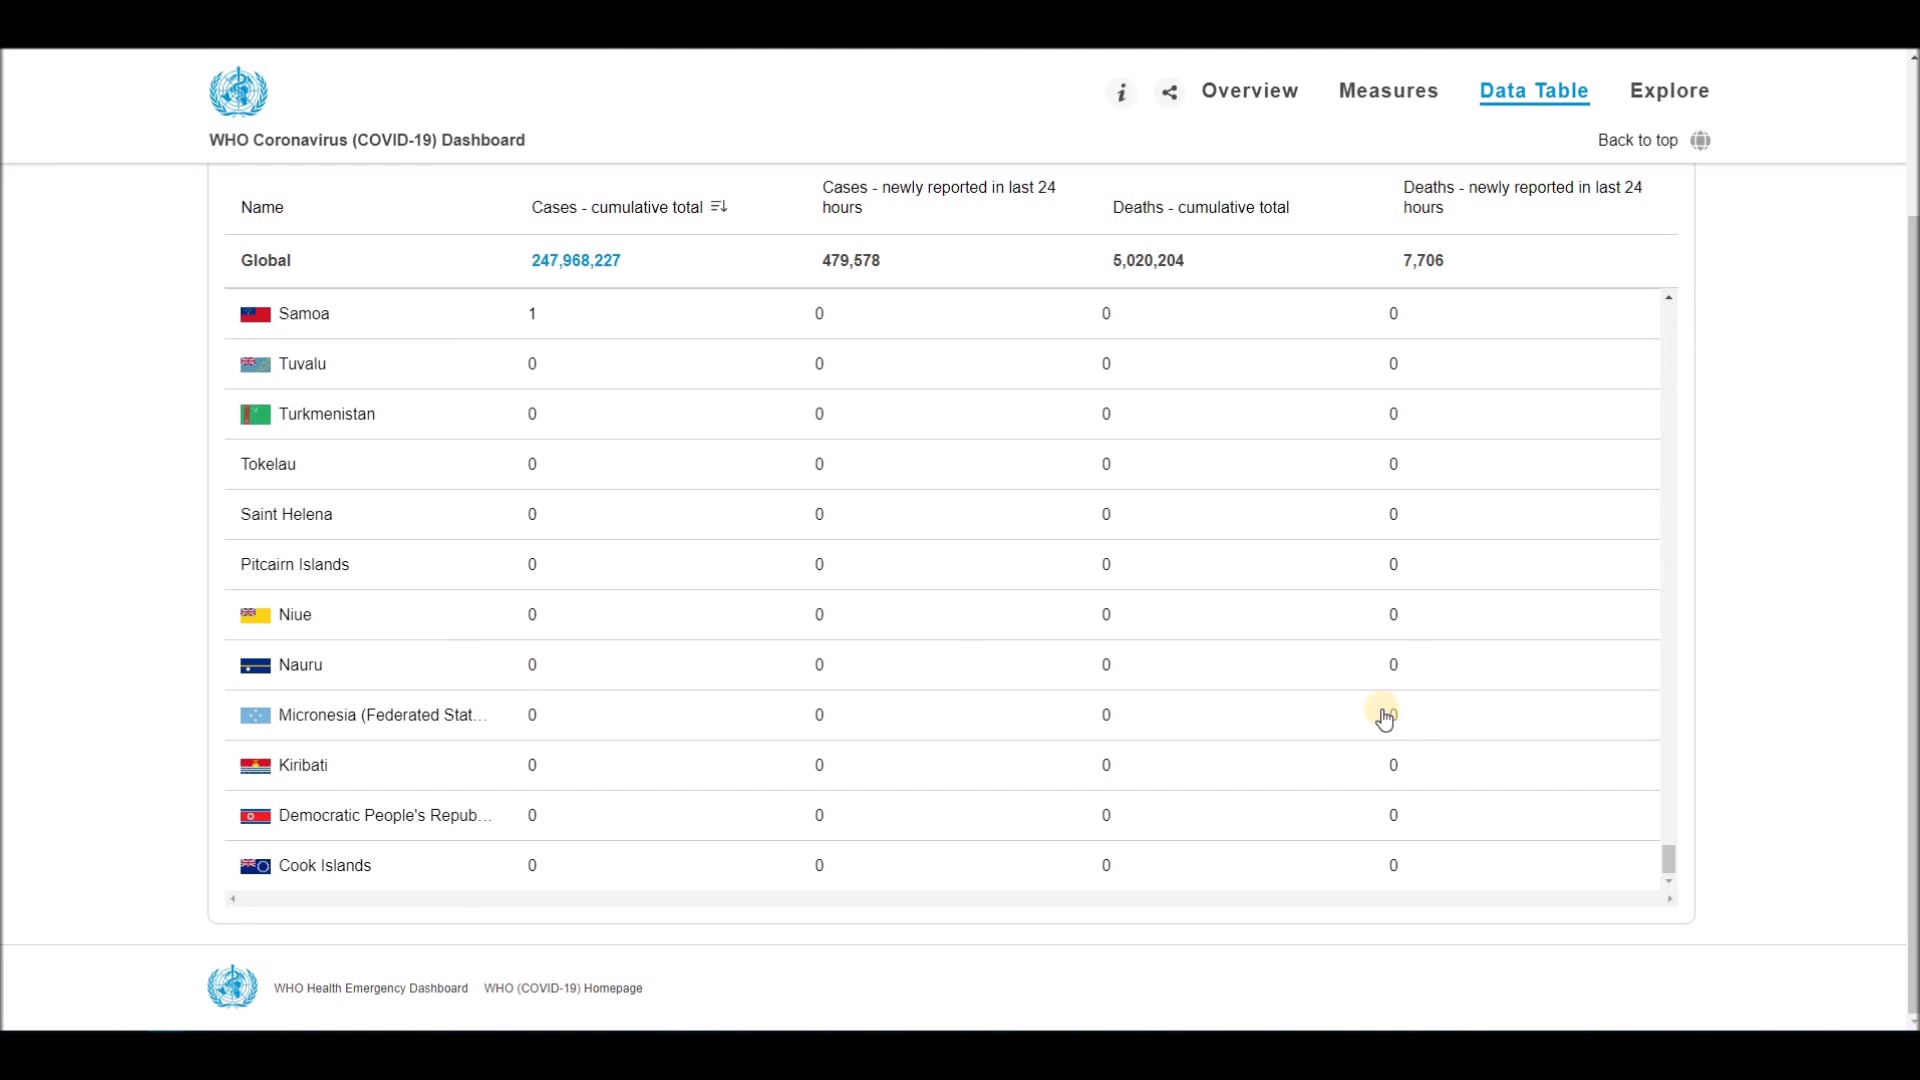 i Overview Measures Data Table Explore
WHO Coronavirus (COVID-19) Dashboard Back to top
Name Cases - cumulative total Cases - newly reported in last 24 hours Deaths - cumulative total Deaths - newly reported in last 24 hours
Global 247,968,227 479,578 5,020,204 7,706
Samoa 1 0 0 0
Tuvalu 0 0 0 0
Turkmenistan 0 0 0 0
Tokelau 0 0 0 0
Saint Helena 0 0 0 0
Pitcairn Islands 0 0 0 0
Niue 0 0 0 0
Nauru 0 0 0 0
Micronesia (Federated Stat... 0 0 0 0
Kiribati 0 0 0 0
Democratic People's Repub... 0 0 0 0
Cook Islands 0 0 0 0
WHO Health Emergency Dashboard WHO (COVID-19) Homepage